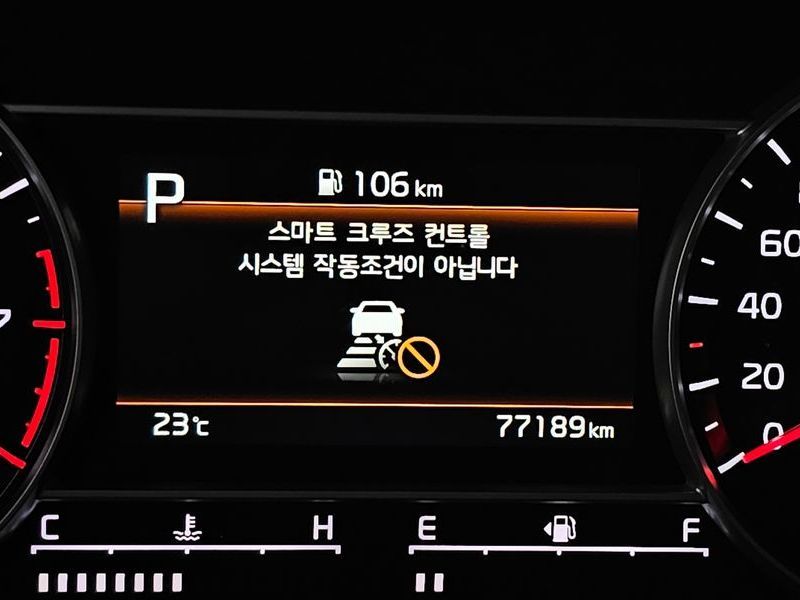 P
106 km
스마트 크루즈 컨트롤
시스템 작동조건이 아닙니다
23℃
77189km
60
40
20
0
C H
E F